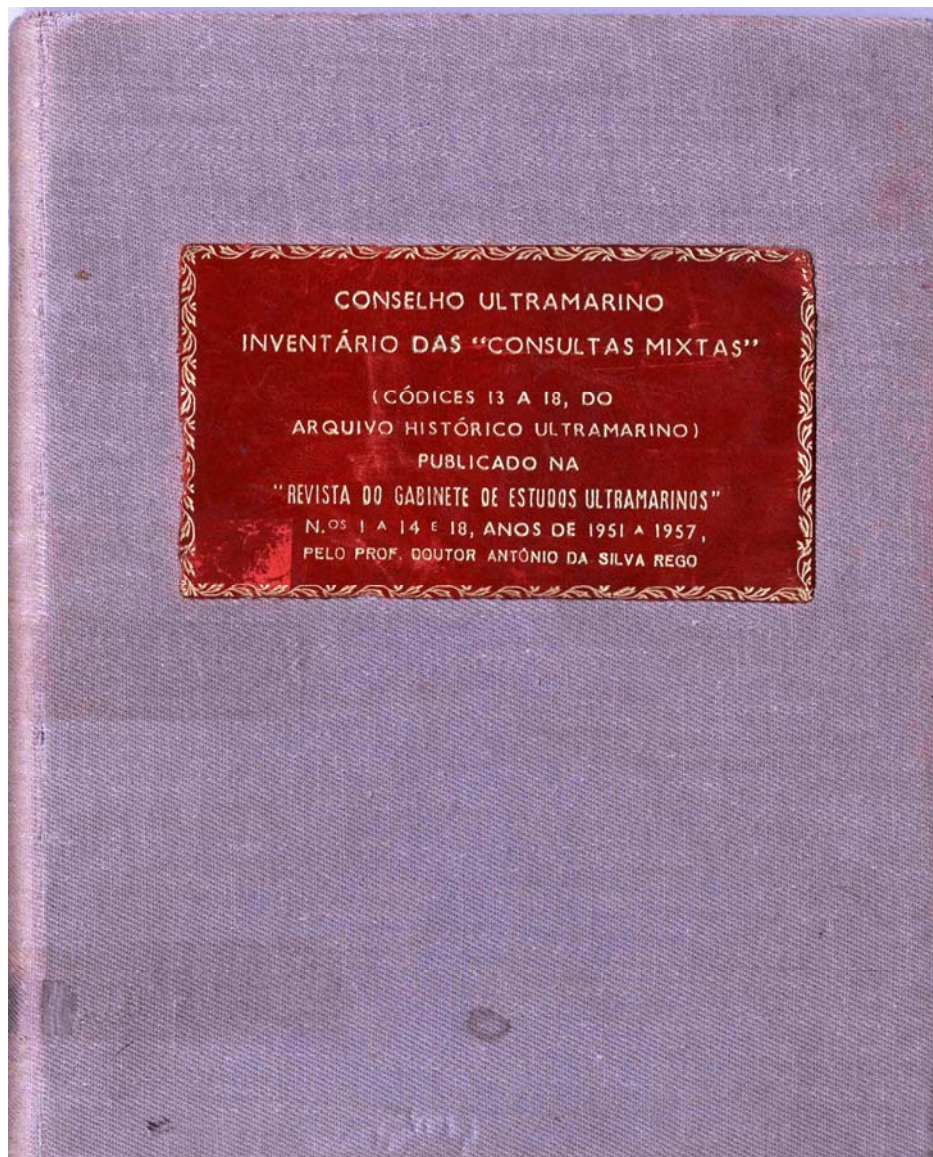 CONSELHO ULTRAMARINO
INVENTÁRIO DAS "CONSULTAS MIXTAS"
(CÓDICES 13 A 18, DO
ARQUIVO HISTÓRICO ULTRAMARINO)
PUBLICADO NA
"REVISTA DO GABINETE DE ESTUDOS ULTRAMARINOS"
N.OS 1 A 14 E 18, ANOS DE 1951 A 1957,
PELO PROF. DOUTOR ANTÓNIO DA SILVA REGO